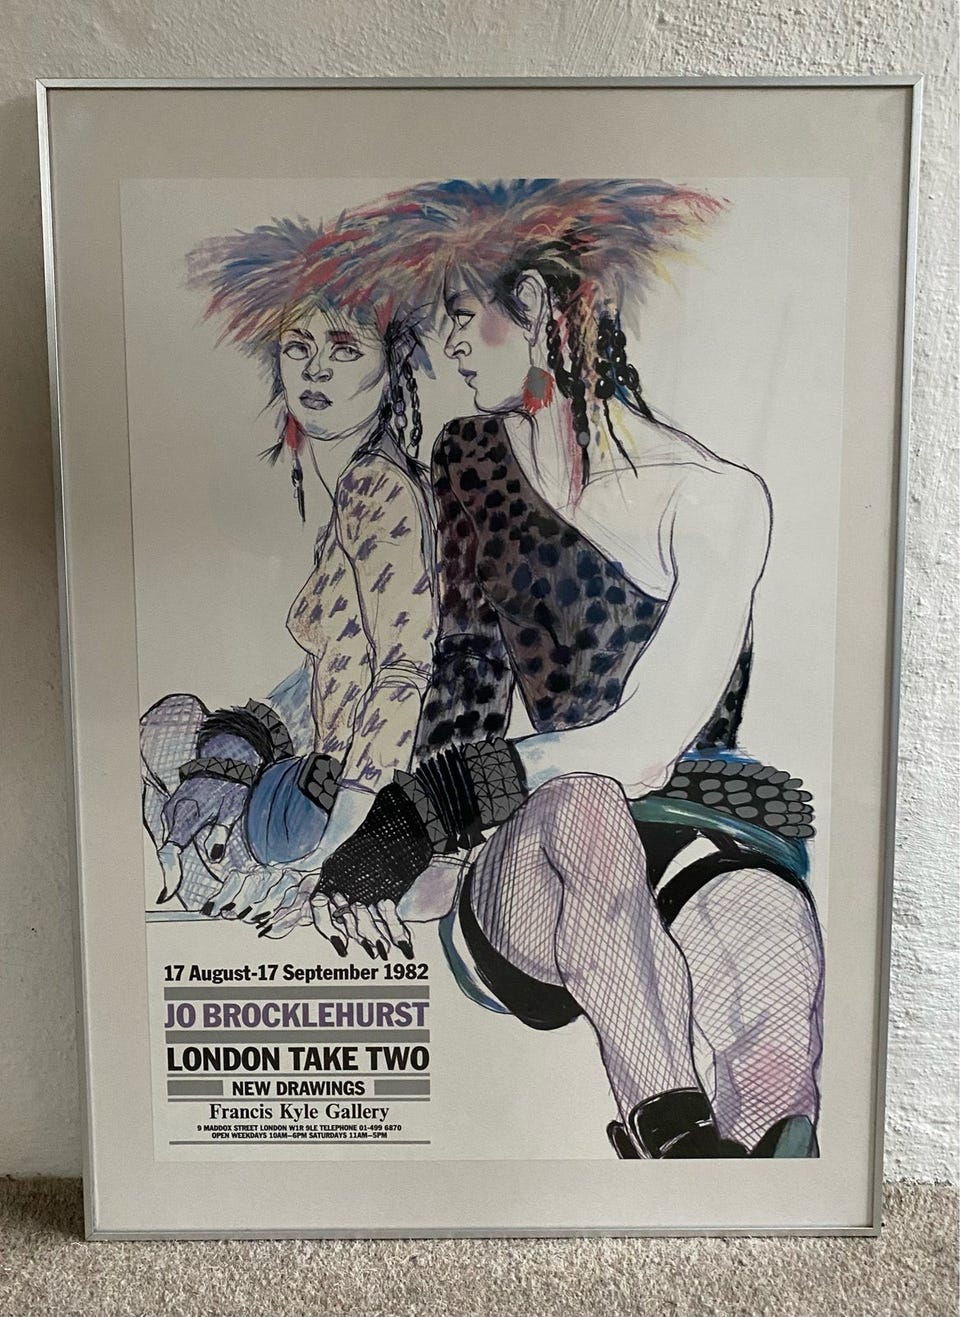 17 August-17 September 1982
JO BROCKLEHURST
LONDON TAKE TWO
NEW DRAWINGS
Francis Kyle Gallery
9 MADDOX STREET LONDON W1R 9LE TELEPHONE 01-499 6870
OPEN WEEKDAYS 10AM–6PM SATURDAYS 11AM–5PM